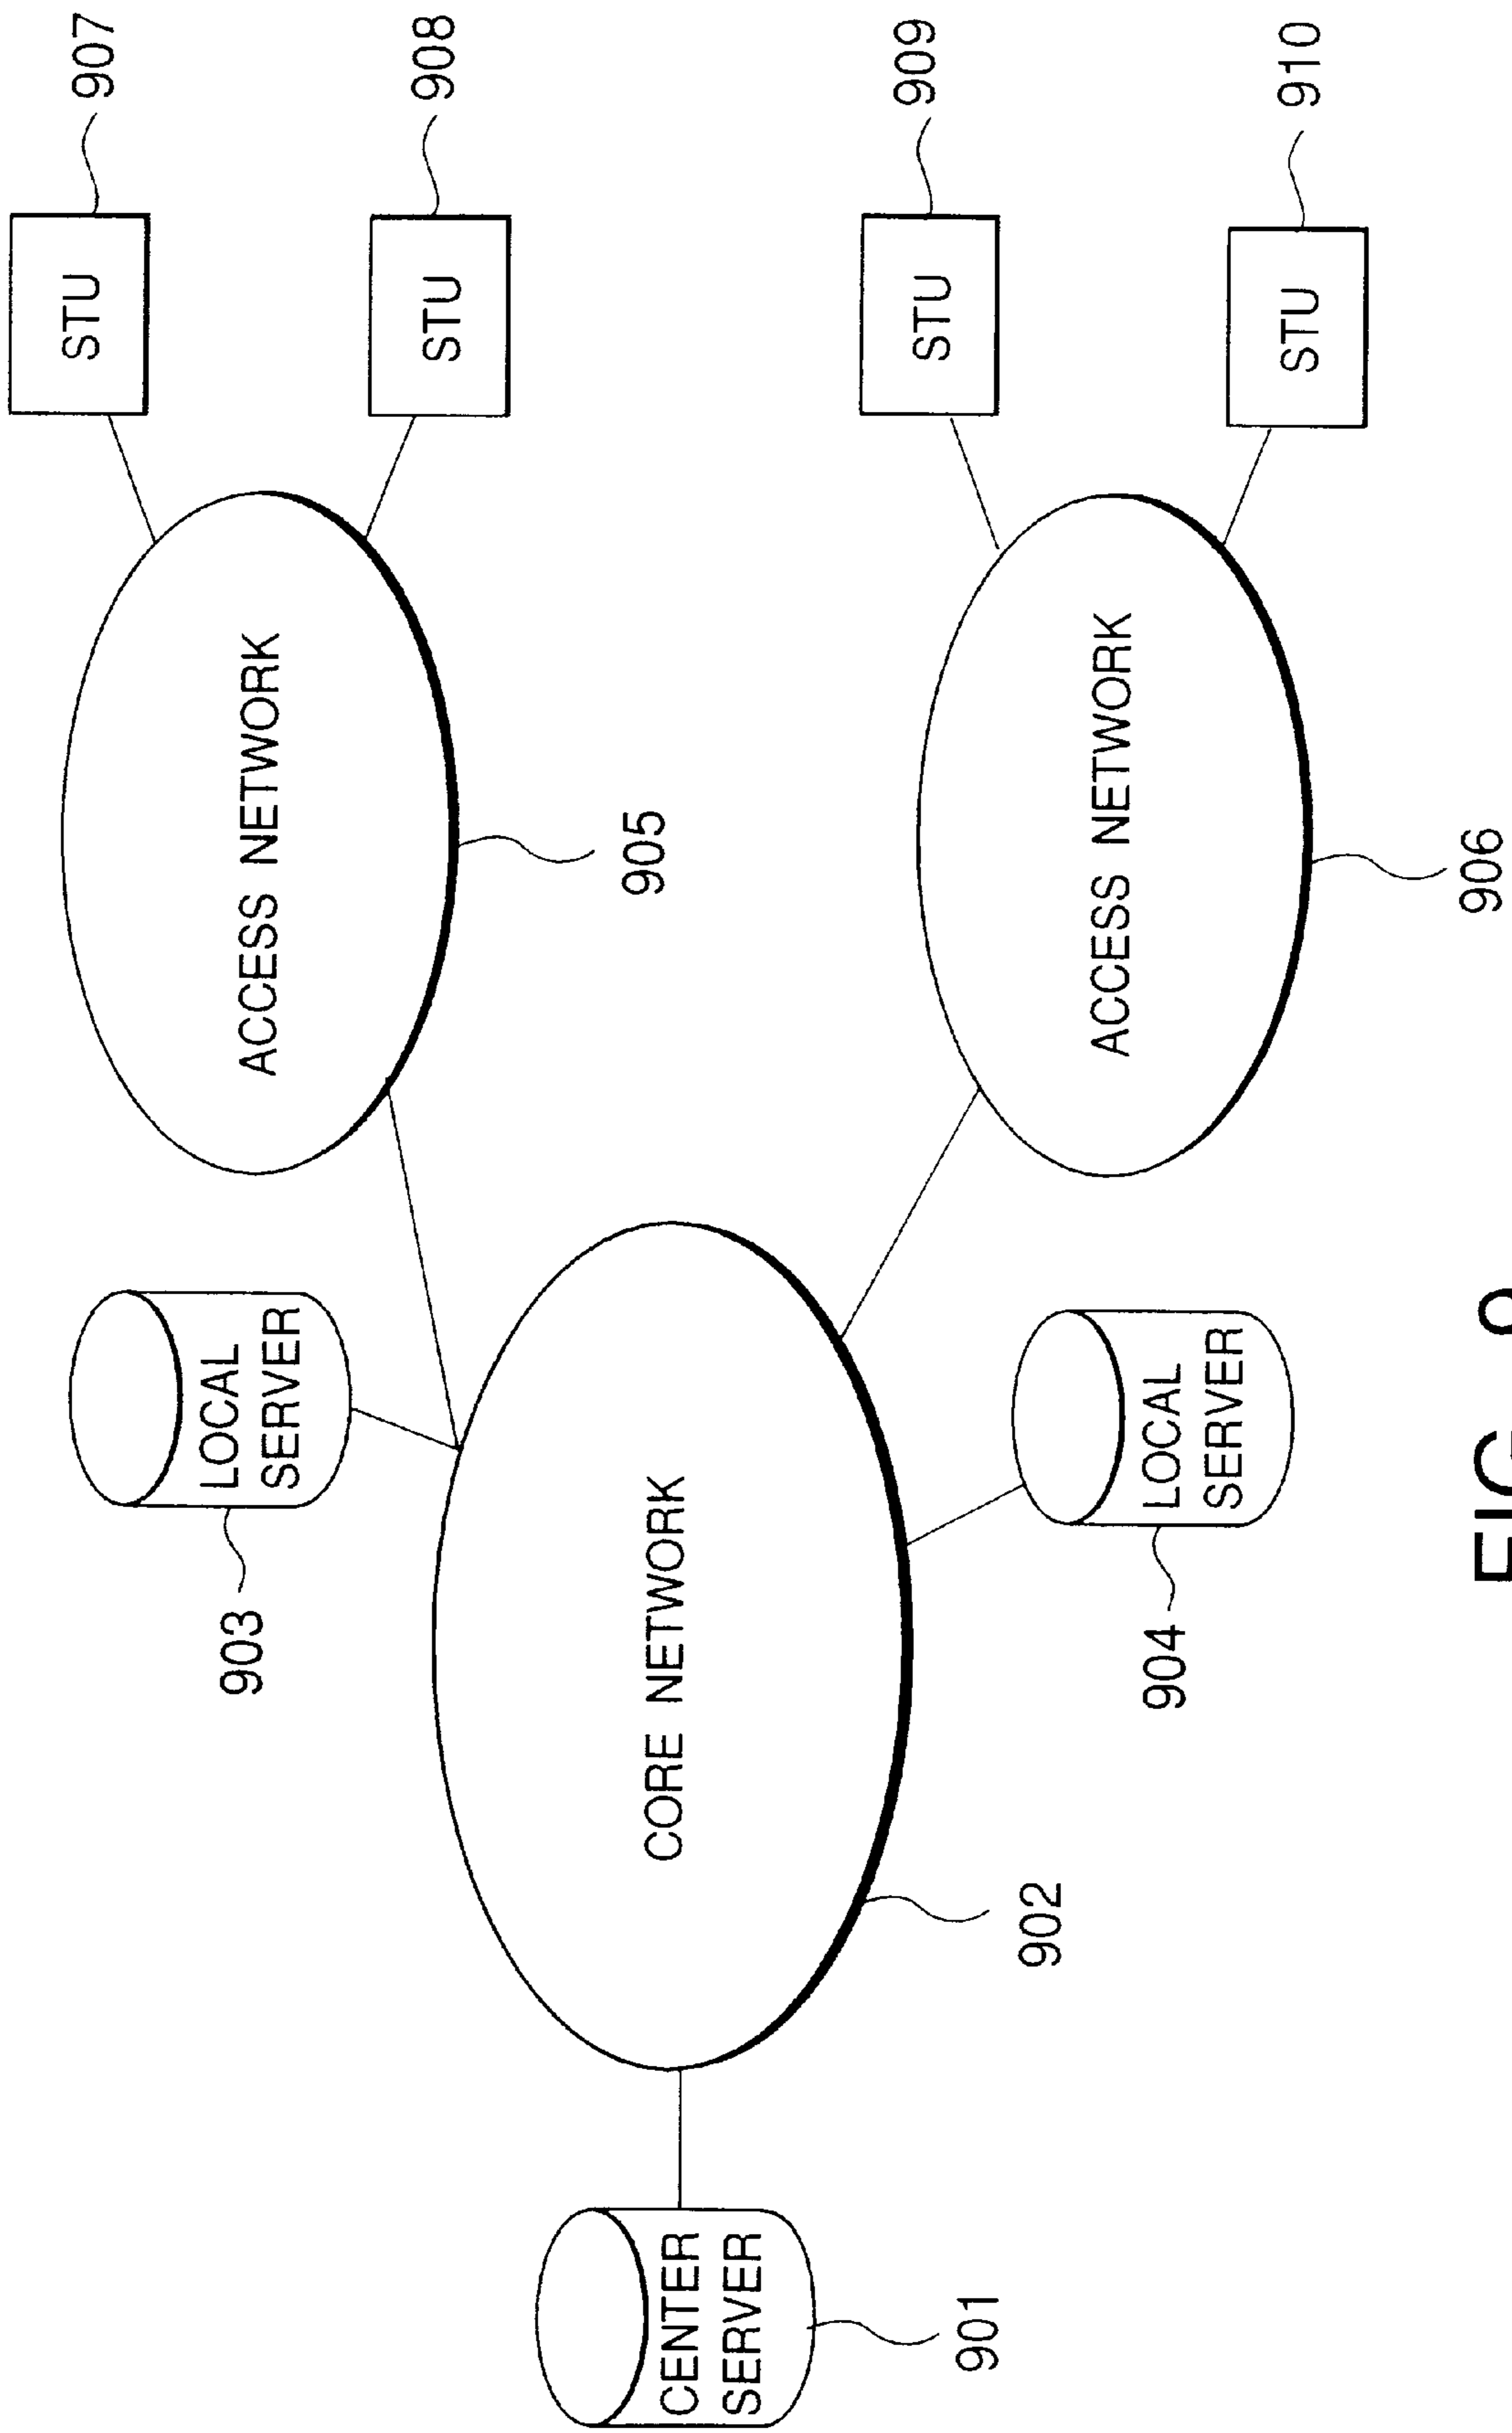 907
STU
908
STU
ACCESS NETWORK
905
909
STU
910
STU
ACCESS NETWORK
906
903
LOCAL
SERVER
CORE NETWORK
902
904
LOCAL
SERVER
CENTER
SERVER
901
FIG.